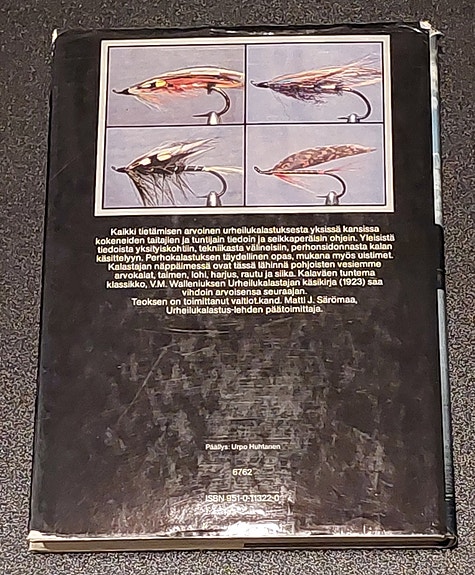 Kaikki tietämisen arvoinen urheilukalastuksesta yksissä kansissa
kokeneiden taitajien ja tuntijain tiedoin ja seikkaperäisin ohjein. Yleisistä
tiedoista yksityiskohtiin, tekniikasta välineisiin, perhonsidonnasta kalan
käsittelyyn. Perhokalastuksen täydellinen opas, mukana myös uistimet.
Kalastajan näppäimessä ovat tässä lähinnä pohjoisten vesiemme
arvokalat, taimen, lohi, harjus, rautu ja siika. Kalaväen tuntema
klassikko, V.M. Walleniuksen Urheilukalastajan käsikirja (1923) saa
vihdoin arvoisensa seuraajan.
Teoksen on toimittanut valtiot.kand. Matti J. Särömaa,
Urheilukalastus-lehden päätoimittaja.
Päällys: Urpo Huhtanen
6762
ISBN 951-0-11322-0